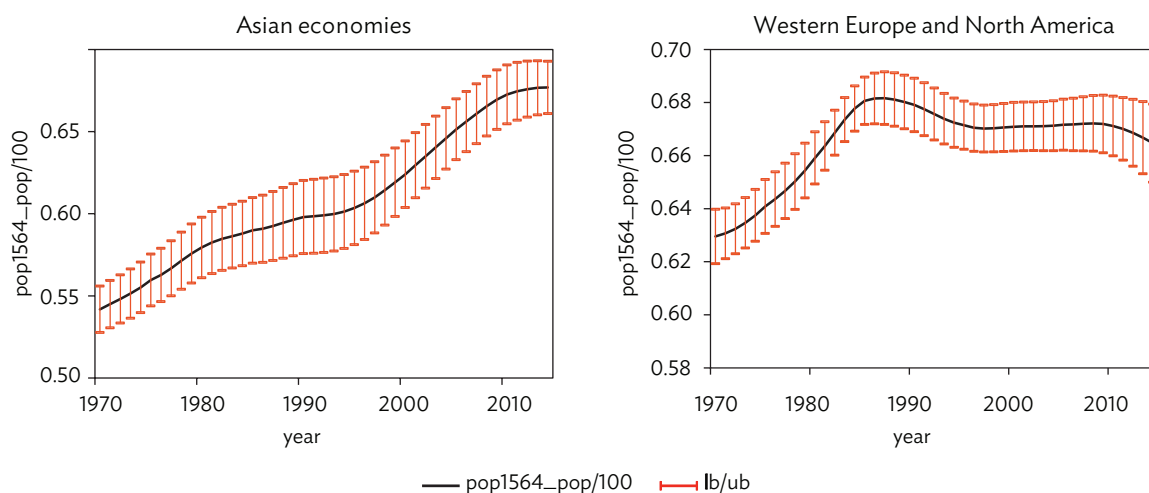 Asian economies
pop1564_pop/100
0.65
0.60
0.55
0.50
1970 1980 1990 2000 2010
year
Western Europe and North America
pop1564_pop/100
0.70
0.68
0.66
0.64
0.62
0.60
0.58
1970 1980 1990 2000 2010
year
pop1564_pop/100 lb/ub